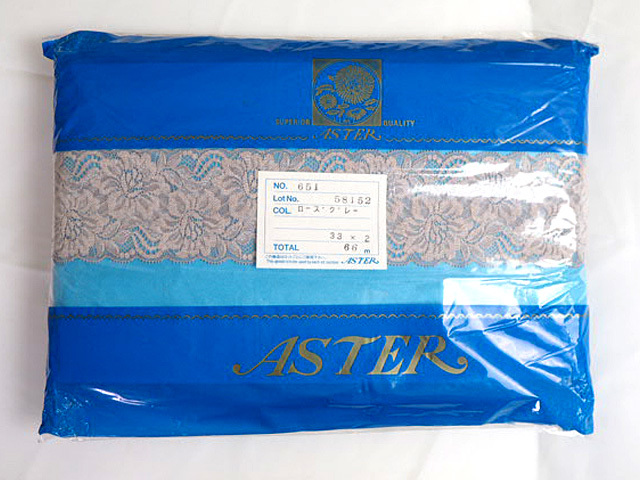 SUPERIOR QUALITY
ASTER
NO. 651
Lot No. 58152
COL. ローズグレー
33 × 2
TOTAL 66 m
ASTER
ASTER